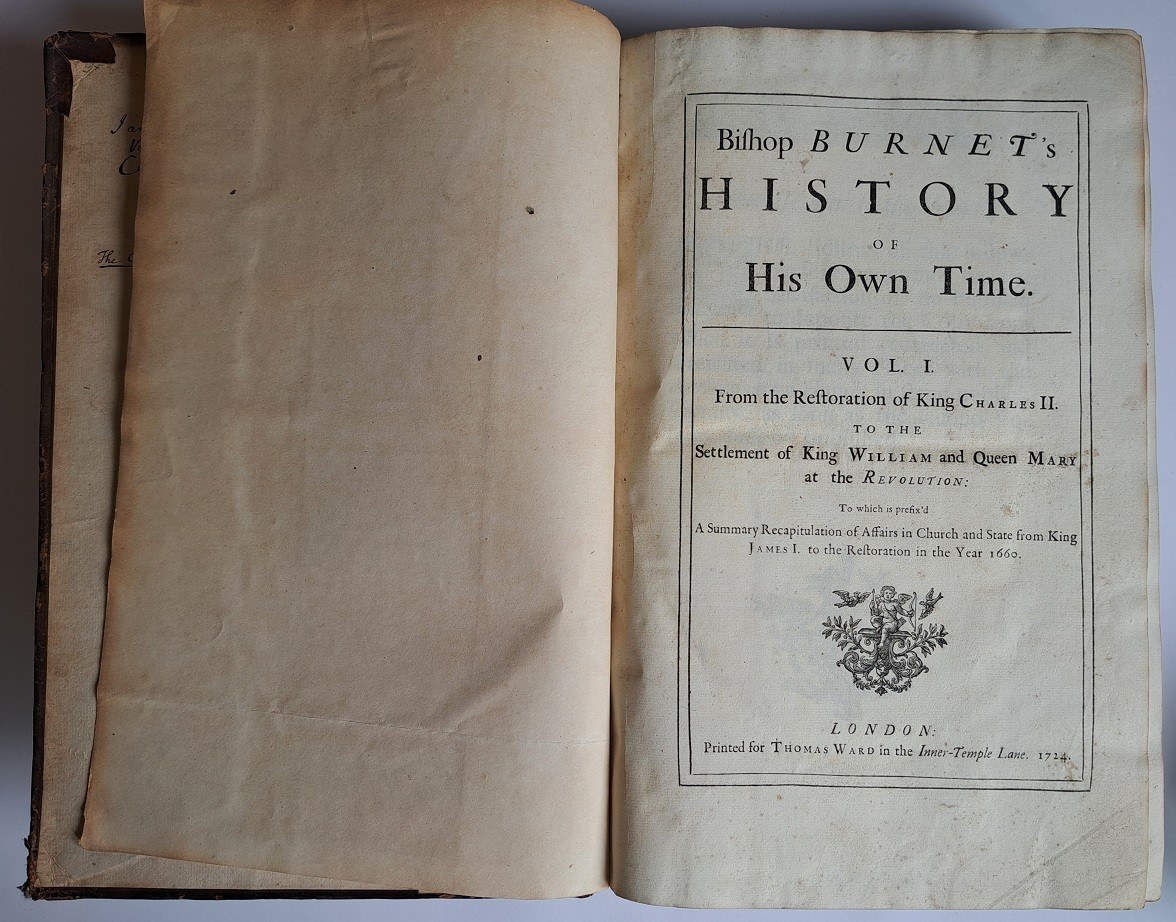 The
Biſhop BURNET's
HISTORY
OF
His Own Time.
VOL. I.
From the Reſtoration of King CHARLES II.
TO THE
Settlement of King WILLIAM and Queen MARY
at the REVOLUTION:
To which is prefix'd
A Summary Recapitulation of Affairs in Church and State from King
JAMES I. to the Reſtoration in the Year 1660.
LONDON:
Printed for THOMAS WARD in the Inner-Temple Lane. 1724.